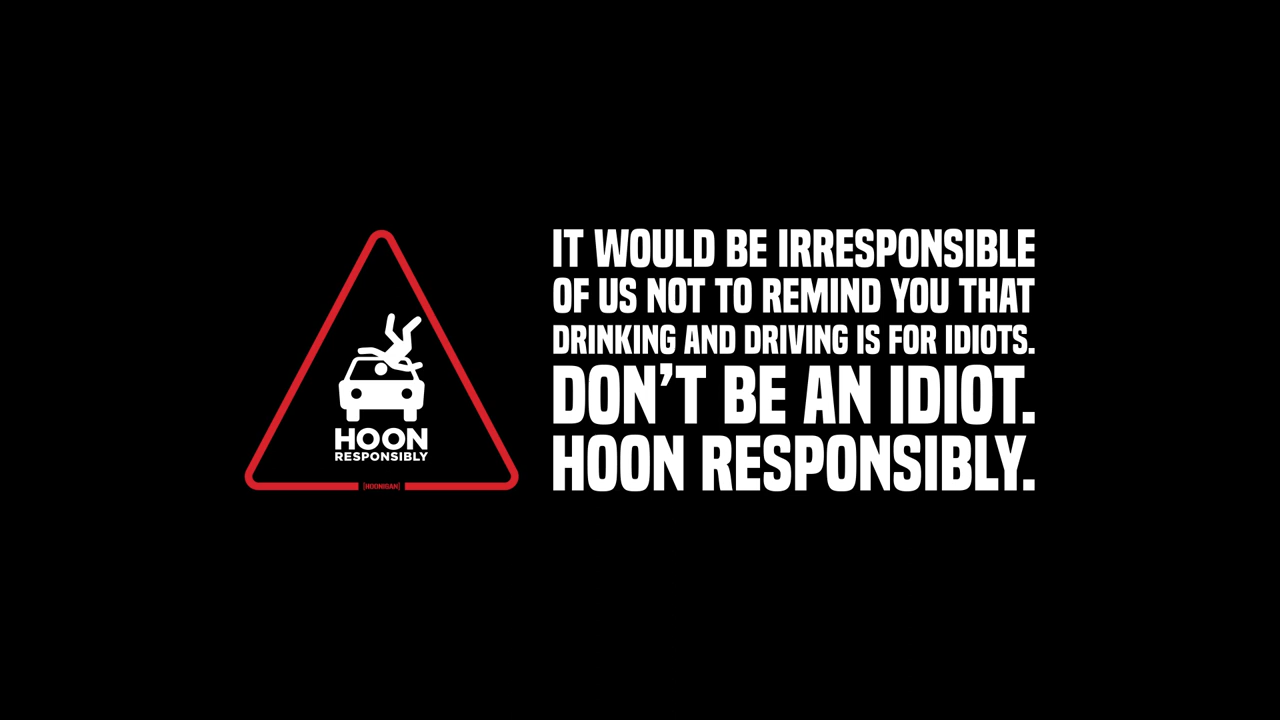 HOON
RESPONSIBLY
[HOONIGAN]
IT WOULD BE IRRESPONSIBLE
OF US NOT TO REMIND YOU THAT
DRINKING AND DRIVING IS FOR IDIOTS.
DON'T BE AN IDIOT.
HOON RESPONSIBLY.